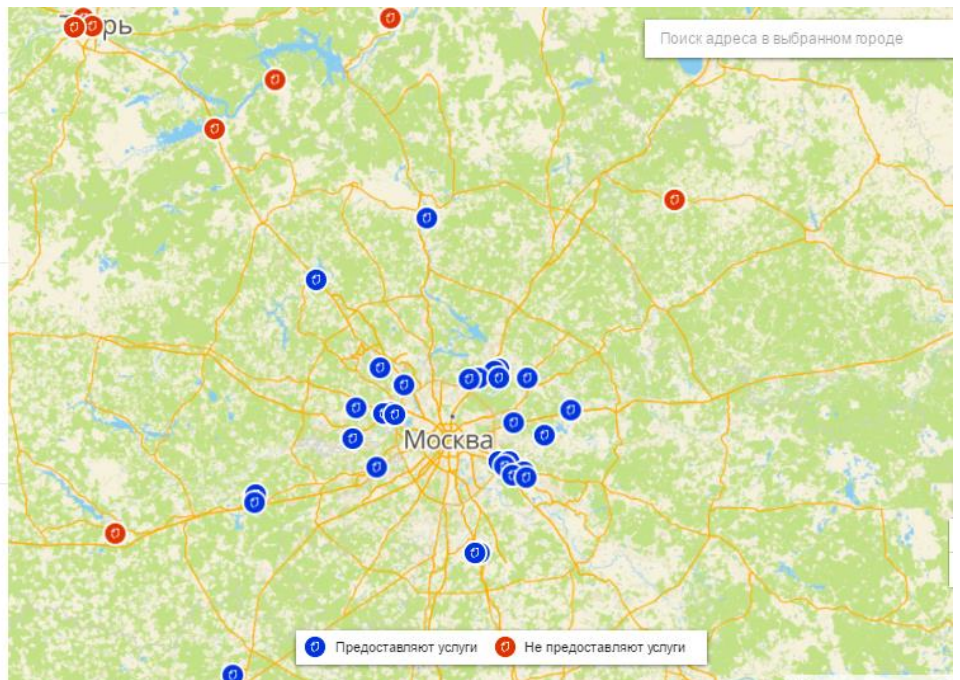 Поиск адреса в выбранном городе
Москва
Предоставляют услуги
Не предоставляют услуги